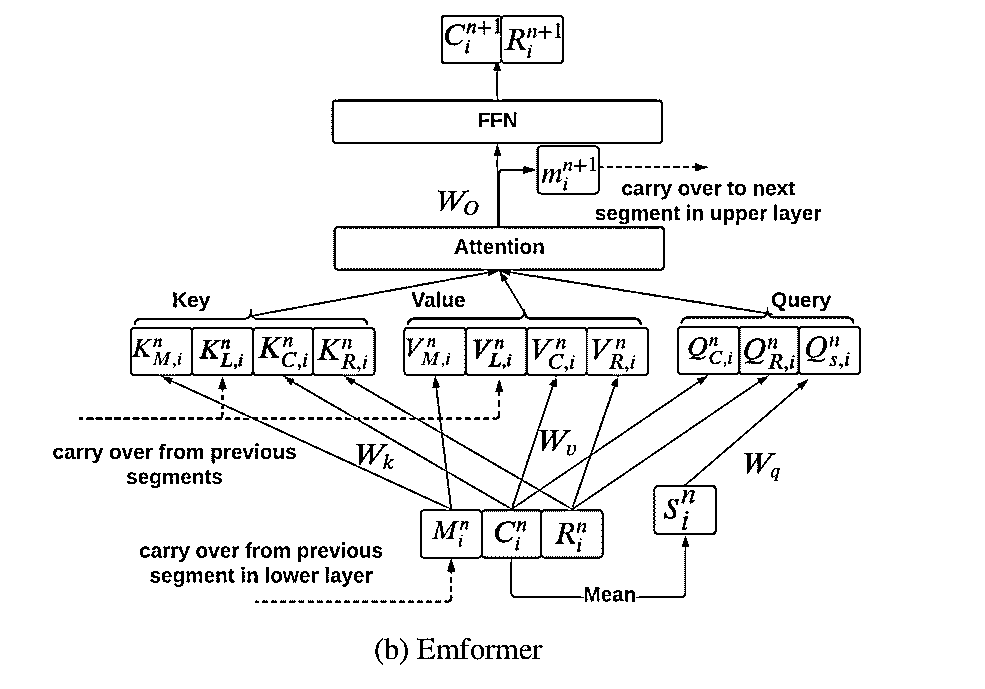 C_i^{n+1} R_i^{n+1}
FFN
m_i^{n+1}
carry over to next
segment in upper layer
W_O
Attention
Key Value Query
K_{M,i}^n K_{L,i}^n K_{C,i}^n K_{R,i}^n V_{M,i}^n V_{L,i}^n V_{C,i}^n V_{R,i}^n Q_{C,i}^n Q_{R,i}^n Q_{s,i}^n
carry over from previous
segments
W_k W_v W_q
M_i^n C_i^n R_i^n s_i^n
carry over from previous
segment in lower layer
Mean
(b) Emformer